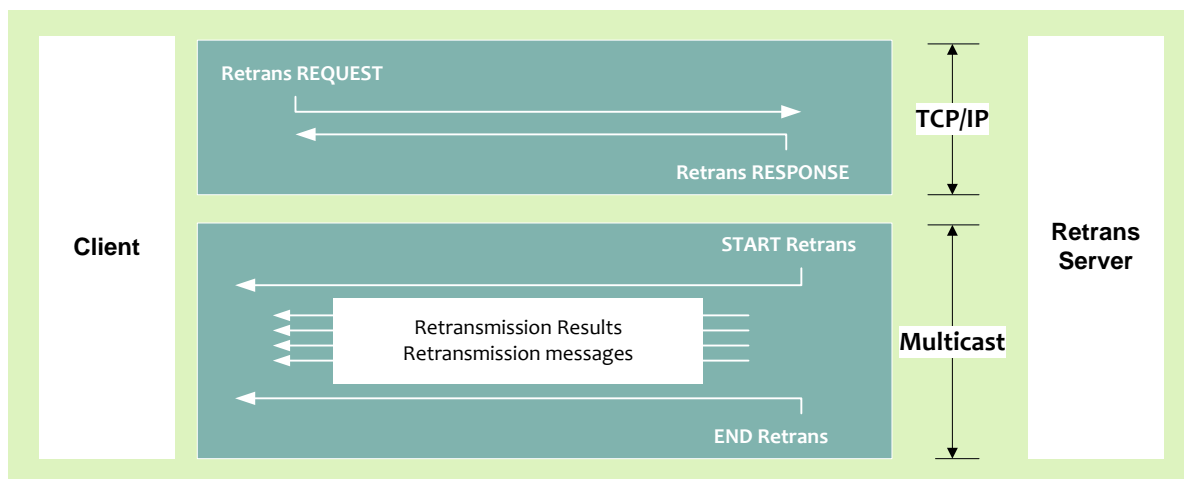 Retrans REQUEST
TCP/IP
Retrans RESPONSE
Client
START Retrans
Retrans
Server
Retransmission Results
Retransmission messages
Multicast
END Retrans